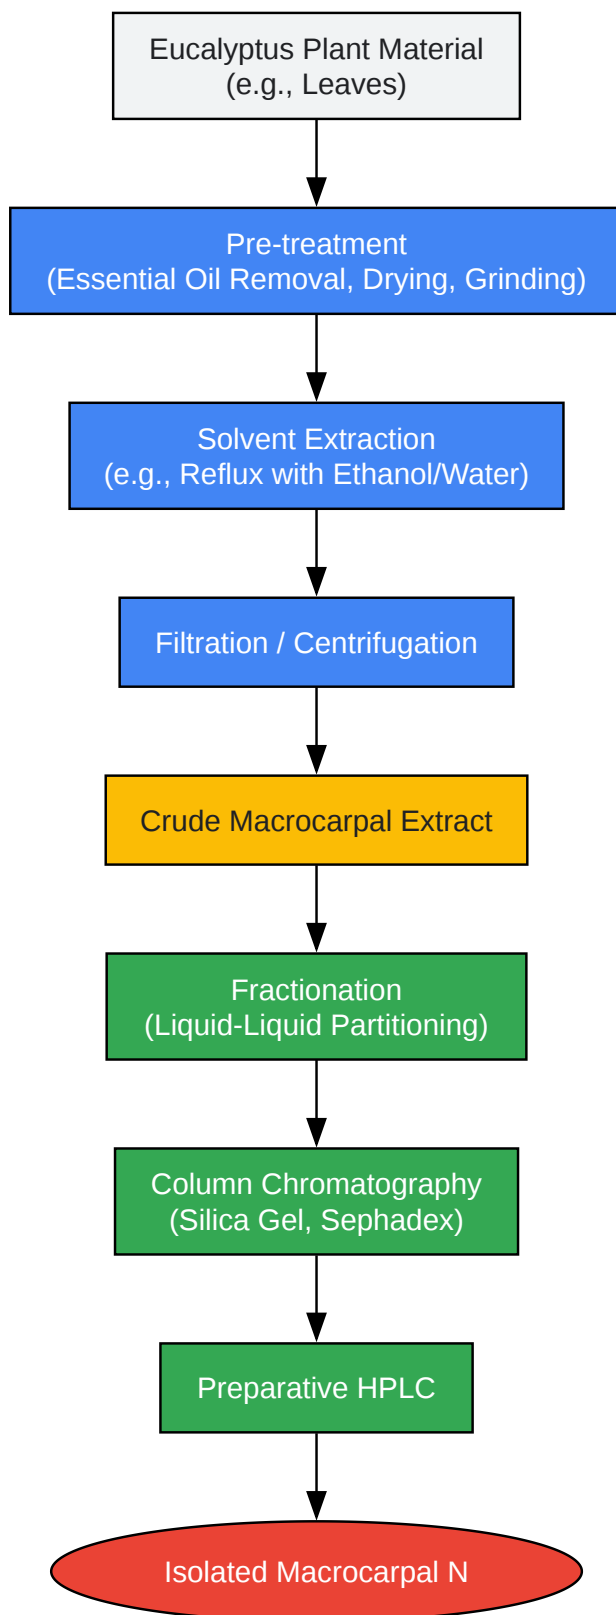 Eucalyptus Plant Material
(e.g., Leaves)
Pre-treatment
(Essential Oil Removal, Drying, Grinding)
Solvent Extraction
(e.g., Reflux with Ethanol/Water)
Filtration / Centrifugation
Crude Macrocarpal Extract
Fractionation
(Liquid-Liquid Partitioning)
Column Chromatography
(Silica Gel, Sephadex)
Preparative HPLC
Isolated Macrocarpal N